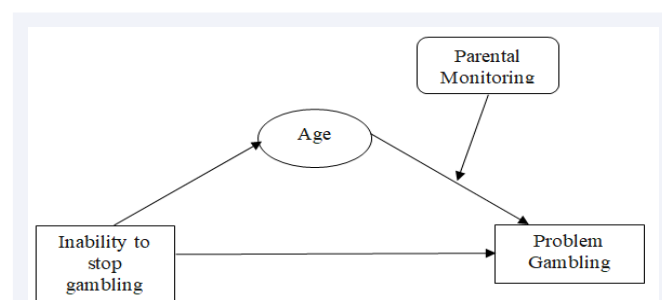 Parental
Monitoring
Age
Inability to
stop
gambling
Problem
Gambling